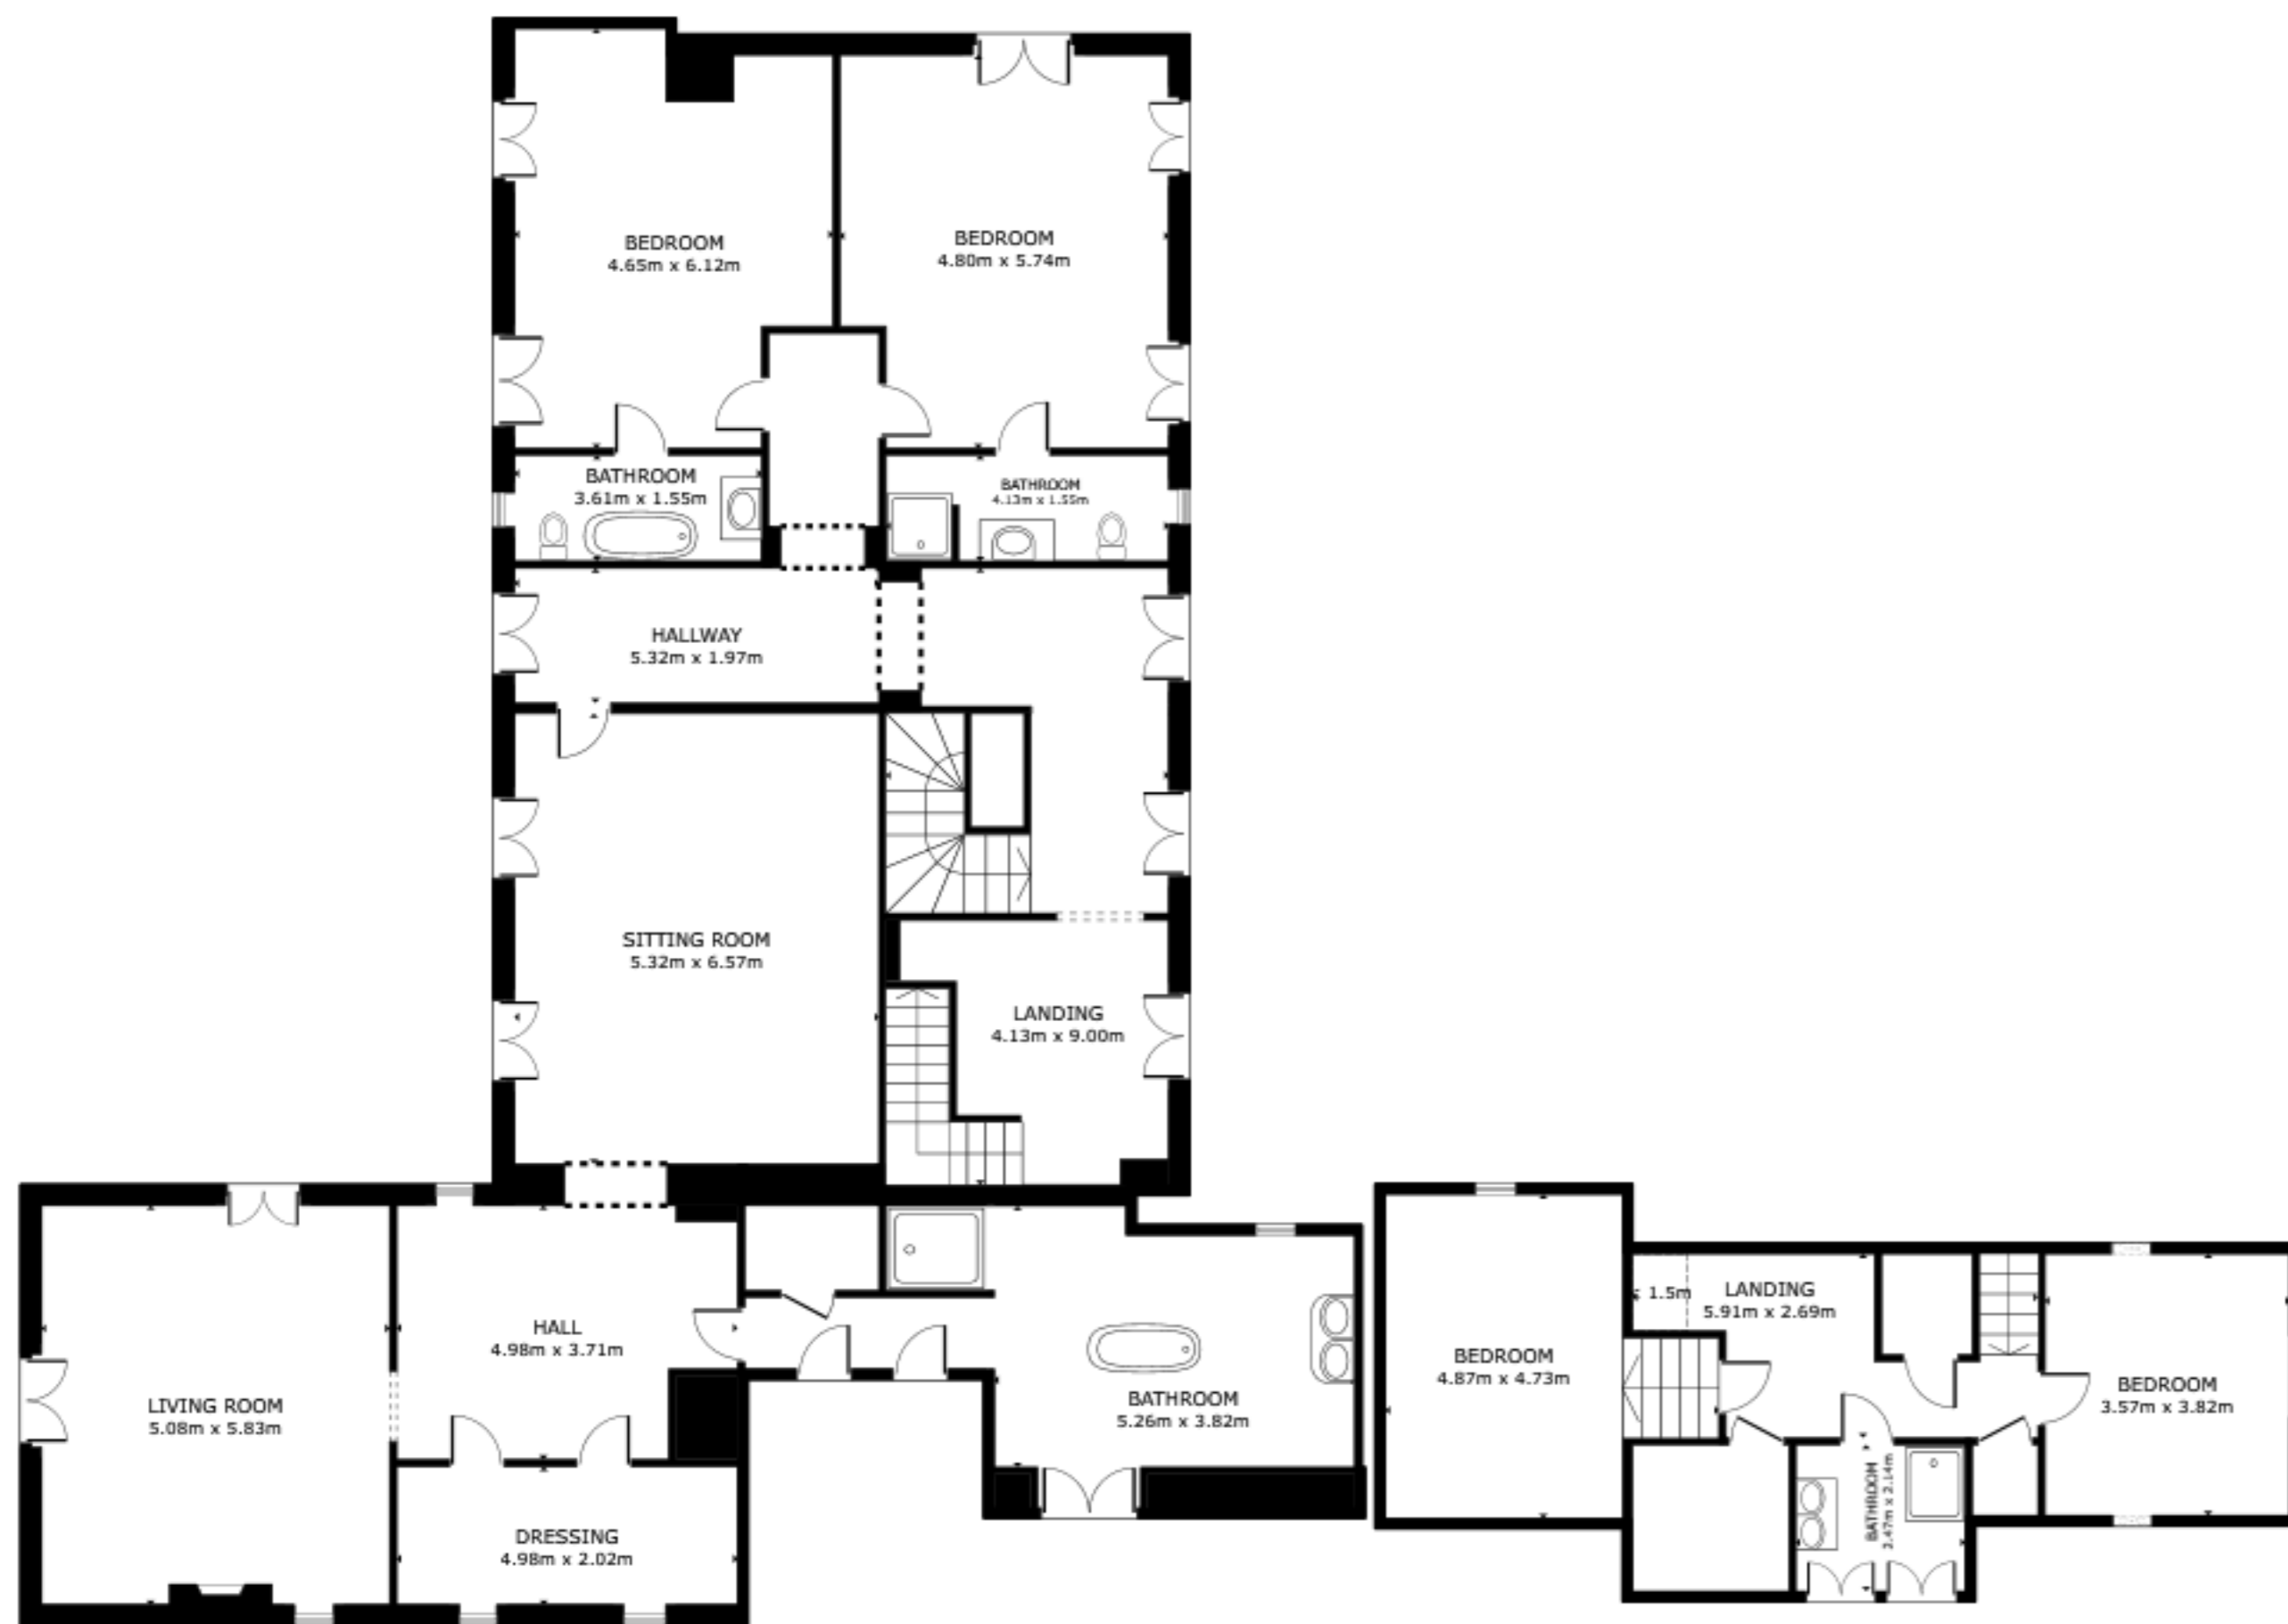 BEDROOM
4.65m x 6.12m
BEDROOM
4.80m x 5.74m
BATHROOM
3.61m x 1.55m
BATHROOM
4.13m x 1.55m
HALLWAY
5.32m x 1.97m
SITTING ROOM
5.32m x 6.57m
LANDING
4.13m x 9.00m
HALL
4.98m x 3.71m
LIVING ROOM
5.08m x 5.83m
BATHROOM
5.26m x 3.82m
DRESSING
4.98m x 2.02m
BEDROOM
4.87m x 4.73m
< 1.5m
LANDING
5.91m x 2.69m
BEDROOM
3.57m x 3.82m
BATHROOM
2.47m x 2.14m